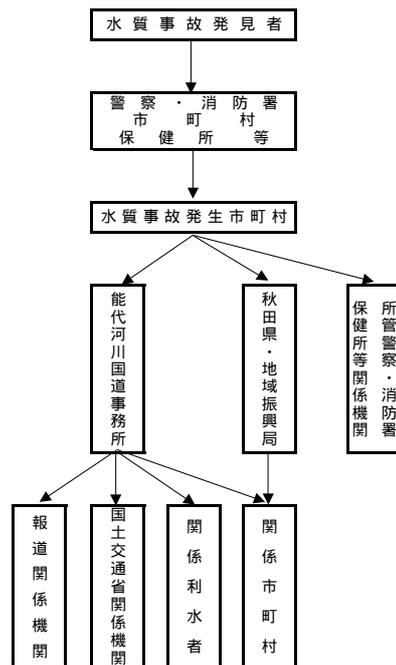 水質事故発見者
警察・消防署
市町村
保健所等
水質事故発生市町村
能代河川国道事務所
秋田県・地域振興局
所管警察・消防署
保健所等関係機関
報道関係機関
国土交通省関係機関
関係利水者
関係市町村